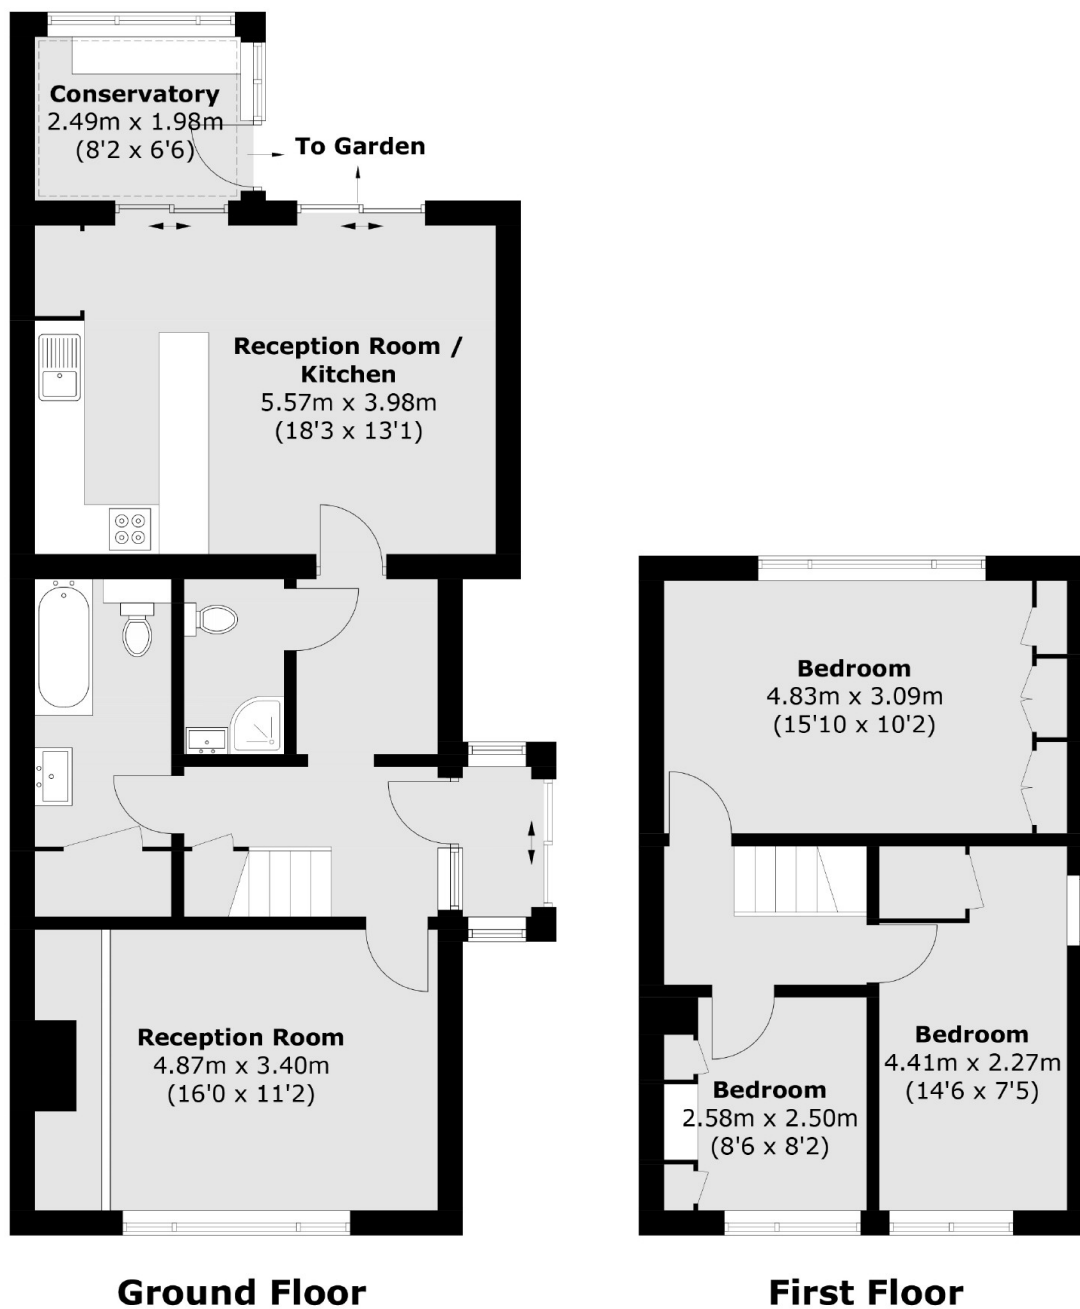 Conservatory
2.49m x 1.98m
(8'2 x 6'6)
To Garden
Reception Room /
Kitchen
5.57m x 3.98m
(18'3 x 13'1)
Reception Room
4.87m x 3.40m
(16'0 x 11'2)
Ground Floor
Bedroom
4.83m x 3.09m
(15'10 x 10'2)
Bedroom
4.41m x 2.27m
(14'6 x 7'5)
Bedroom
2.58m x 2.50m
(8'6 x 8'2)
First Floor